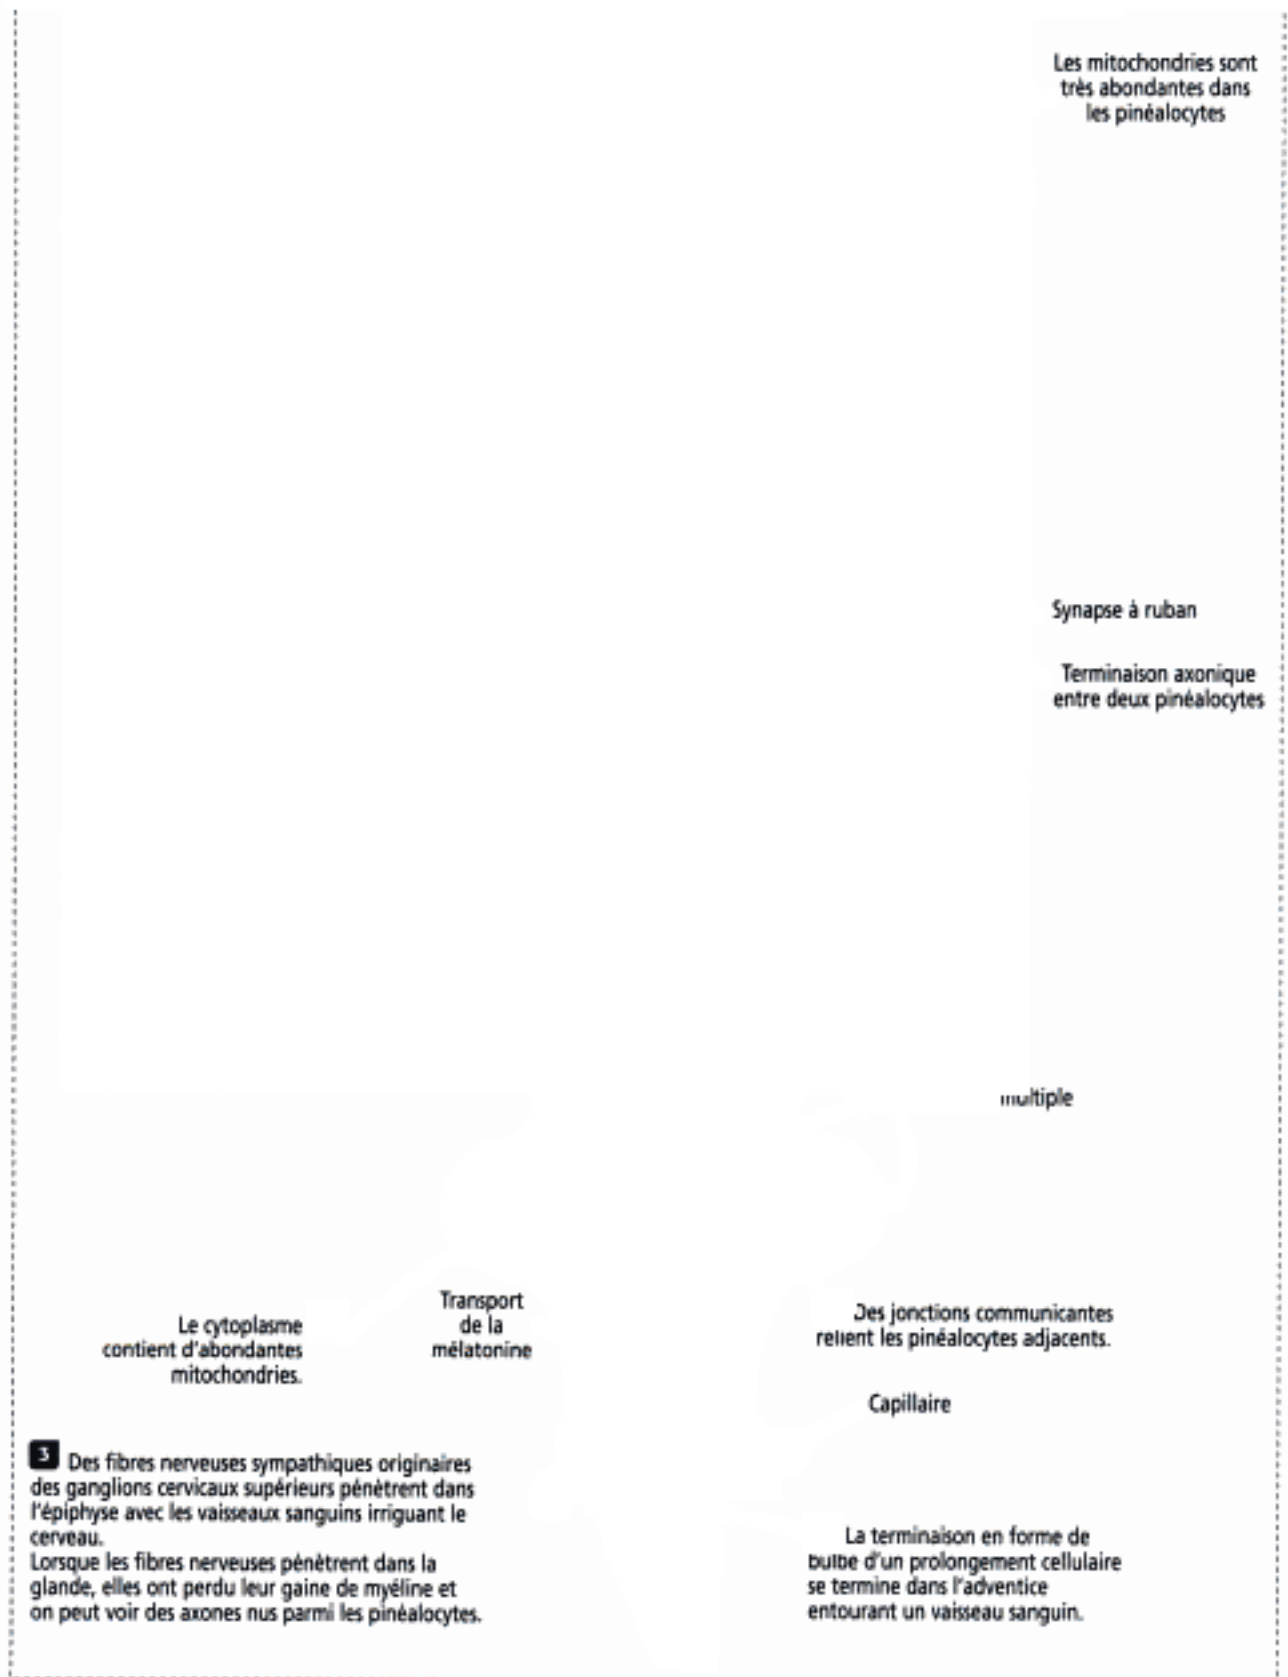 Les mitochondries sont
très abondantes dans
les pinéalocytes
Synapse à ruban
Terminaison axonique
entre deux pinéalocytes
multiple
Transport
de la
mélatonine
Le cytoplasme
contient d'abondantes
mitochondries.
Des jonctions communicantes
relient les pinéalocytes adjacents.
Capillaire
3 Des fibres nerveuses sympathiques originaires
des ganglions cervicaux supérieurs pénètrent dans
l'épiphyse avec les vaisseaux sanguins irriguant le
cerveau.
Lorsque les fibres nerveuses pénètrent dans la
glande, elles ont perdu leur gaine de myéline et
on peut voir des axones nus parmi les pinéalocytes.
La terminaison en forme de
bulbe d'un prolongement cellulaire
se termine dans l'adventice
entourant un vaisseau sanguin.